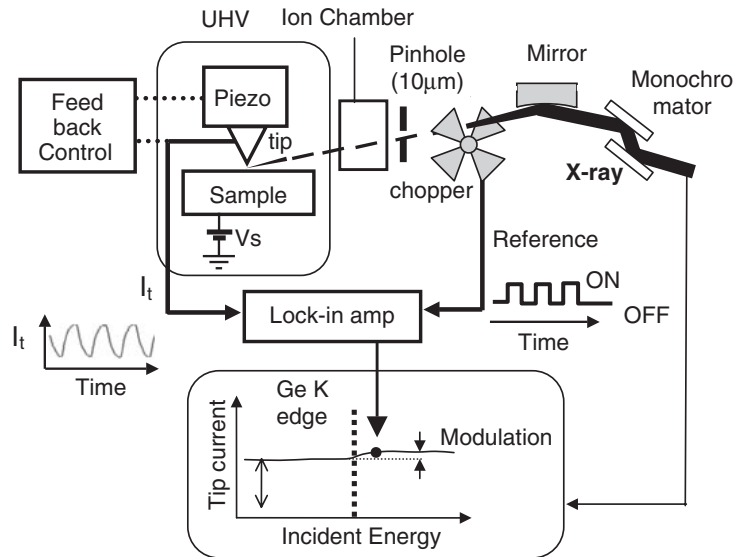 UHV
Ion Chamber
Pinhole
(10μm)
Mirror
Monochro
mator
Feed
back
Control
Piezo
tip
Sample
Vs
chopper
X-ray
Reference
ON
OFF
Time
It
Lock-in amp
It
Time
Ge K
edge
Modulation
Tip current
Incident Energy